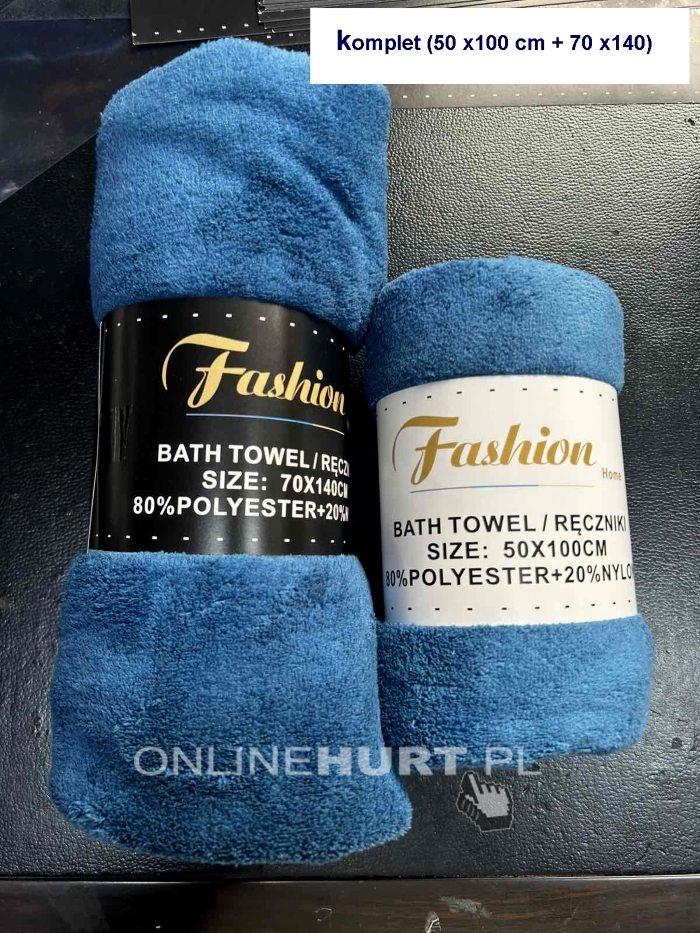 komplet (50 x100 cm + 70 x140)
Fashion
BATH TOWEL / RĘCZ
SIZE: 70X140CM
80%POLYESTER+20%N
Fashion
Home
BATH TOWEL / RĘCZNIKI
SIZE: 50X100CM
80%POLYESTER+20%NYLO
ONLINEHURT.PL